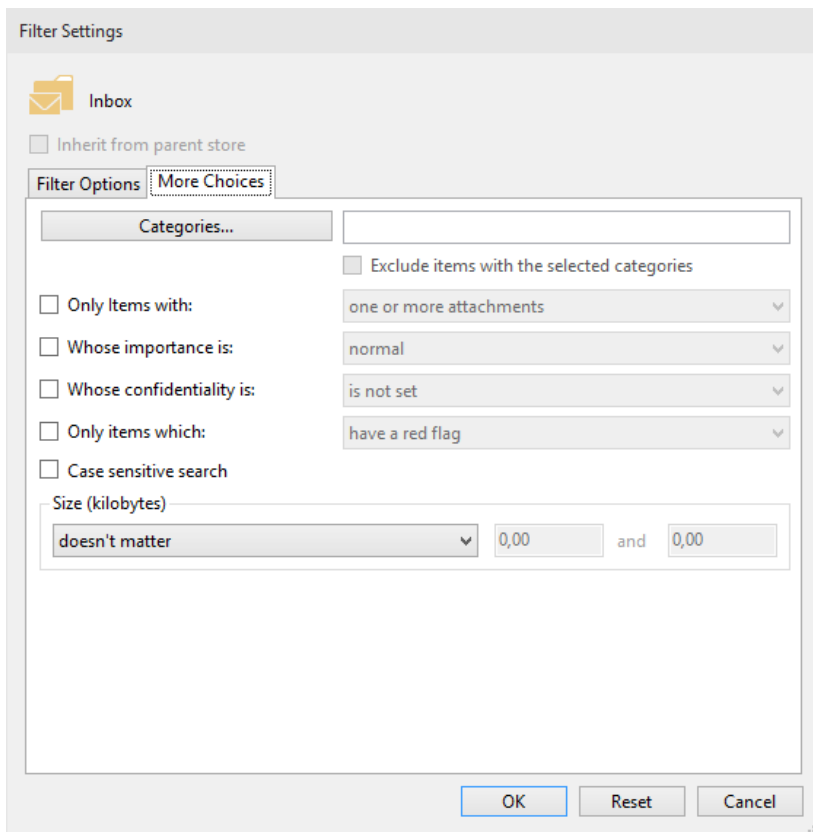 Filter Settings
Inbox
Inherit from parent store
Filter Options More Choices
Categories...
Exclude items with the selected categories
Only Items with: one or more attachments
Whose importance is: normal
Whose confidentiality is: is not set
Only items which: have a red flag
Case sensitive search
Size (kilobytes)
doesn't matter 0,00 and 0,00
OK Reset Cancel